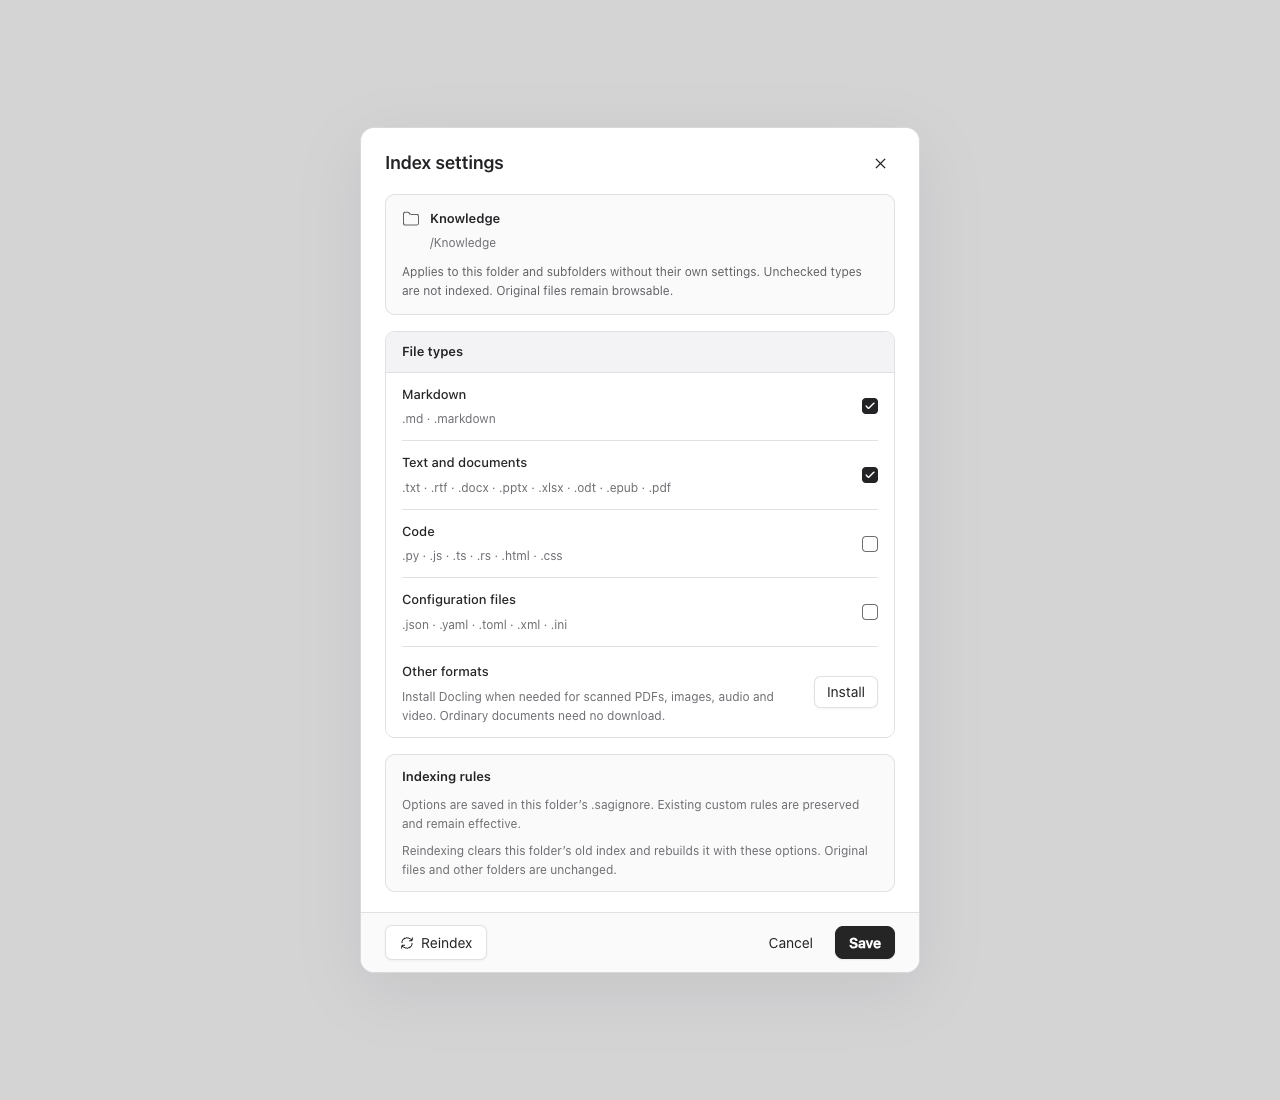 Index settings
Knowledge
/Knowledge
Applies to this folder and subfolders without their own settings. Unchecked types
are not indexed. Original files remain browsable.
File types
Markdown
.md · .markdown
Text and documents
.txt · .rtf · .docx · .pptx · .xlsx · .odt · .epub · .pdf
Code
.py · .js · .ts · .rs · .html · .css
Configuration files
.json · .yaml · .toml · .xml · .ini
Other formats
Install Docling when needed for scanned PDFs, images, audio and
video. Ordinary documents need no download.
Install
Indexing rules
Options are saved in this folder’s .sagignore. Existing custom rules are preserved
and remain effective.
Reindexing clears this folder’s old index and rebuilds it with these options. Original
files and other folders are unchanged.
Reindex
Cancel
Save